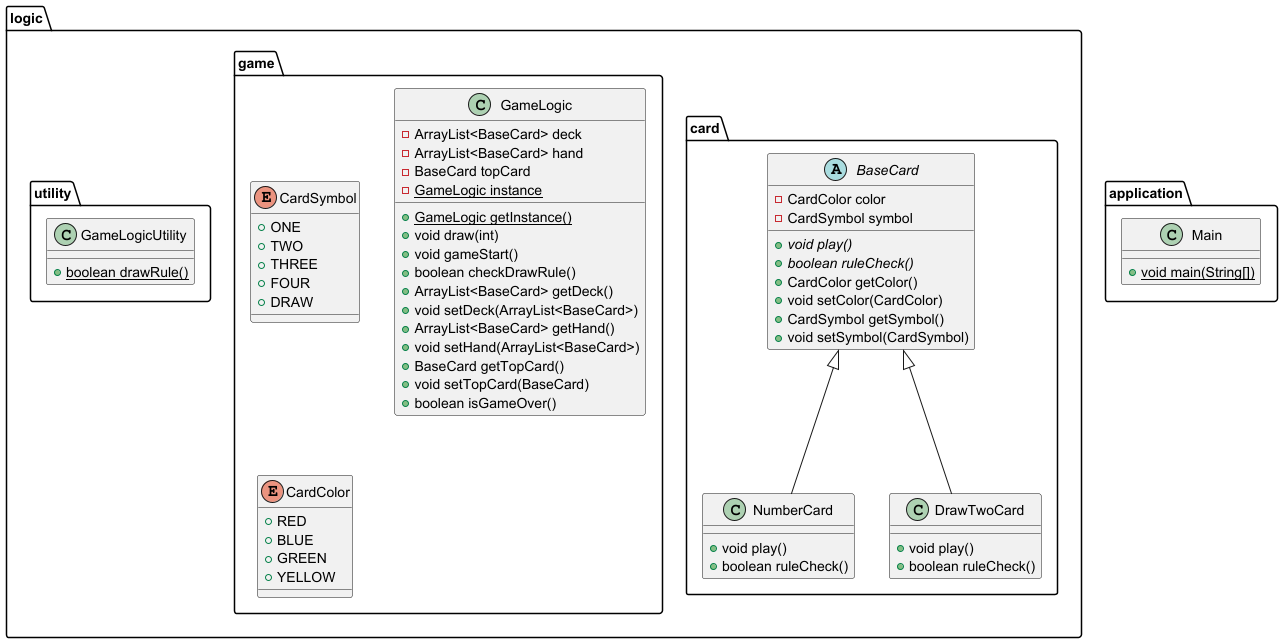 logic
utility
C GameLogicUtility
boolean drawRule()
game
E CardSymbol
ONE
TWO
THREE
FOUR
DRAW
C GameLogic
ArrayList<BaseCard> deck
ArrayList<BaseCard> hand
BaseCard topCard
GameLogic instance
GameLogic getInstance()
void draw(int)
void gameStart()
boolean checkDrawRule()
ArrayList<BaseCard> getDeck()
void setDeck(ArrayList<BaseCard>)
ArrayList<BaseCard> getHand()
void setHand(ArrayList<BaseCard>)
BaseCard getTopCard()
void setTopCard(BaseCard)
boolean isGameOver()
E CardColor
RED
BLUE
GREEN
YELLOW
card
A BaseCard
CardColor color
CardSymbol symbol
void play()
boolean ruleCheck()
CardColor getColor()
void setColor(CardColor)
CardSymbol getSymbol()
void setSymbol(CardSymbol)
C NumberCard
void play()
boolean ruleCheck()
C DrawTwoCard
void play()
boolean ruleCheck()
application
C Main
void main(String[])